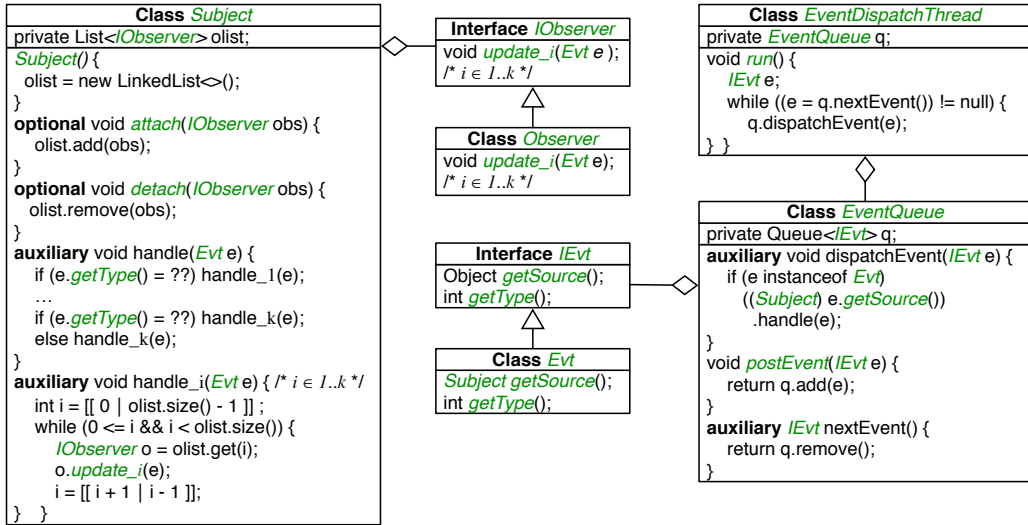 Class Subject
private List<IObserver> olist;
Subject() {
olist = new LinkedList<>();
}
optional void attach(IObserver obs) {
olist.add(obs);
}
optional void detach(IObserver obs) {
olist.remove(obs);
}
auxiliary void handle(Evt e) {
if (e.getType() = ??) handle_1(e);
...
if (e.getType() = ??) handle_k(e);
else handle_k(e);
}
auxiliary void handle_i(Evt e) { /* i ∈ 1..k */
int i = [[ 0 | olist.size() - 1 ]] ;
while (0 <= i && i < olist.size()) {
IObserver o = olist.get(i);
o.update_i(e);
i = [[ i + 1 | i - 1 ]];
} }
Interface IObserver
void update_i(Evt e );
/* i ∈ 1..k */
Class Observer
void update_i(Evt e);
/* i ∈ 1..k */
Interface IEvt
Object getSource();
int getType();
Class Evt
Subject getSource();
int getType();
Class EventDispatchThread
private EventQueue q;
void run() {
IEvt e;
while ((e = q.nextEvent()) != null) {
q.dispatchEvent(e);
} }
Class EventQueue
private Queue<IEvt> q;
auxiliary void dispatchEvent(IEvt e) {
if (e instanceof Evt)
((Subject) e.getSource())
.handle(e);
}
void postEvent(IEvt e) {
return q.add(e);
}
auxiliary IEvt nextEvent() {
return q.remove();
}